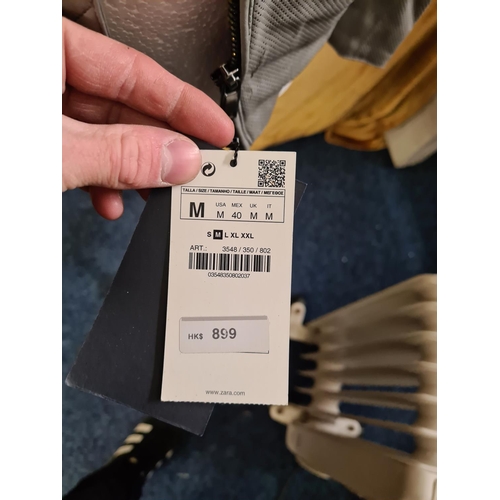 TALLA / SIZE / TAMANHO / TAILLE / MAAT / ΜΕΓΕΘΟΣ
M USA MEX UK IT
M 40 M M
S M L XL XXL
ART.: 3548 / 350 / 802
03548350802037
HK$ 899
www.zara.com